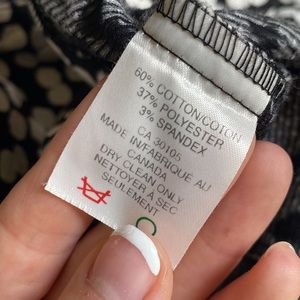 60% COTTON/COTON
37% POLYESTER
3% SPANDEX
CA 30105
MADE IN/FABRIQUE AU
CANADA
DRY CLEAN ONLY
NETTOYER À SEC
SEULEMENT